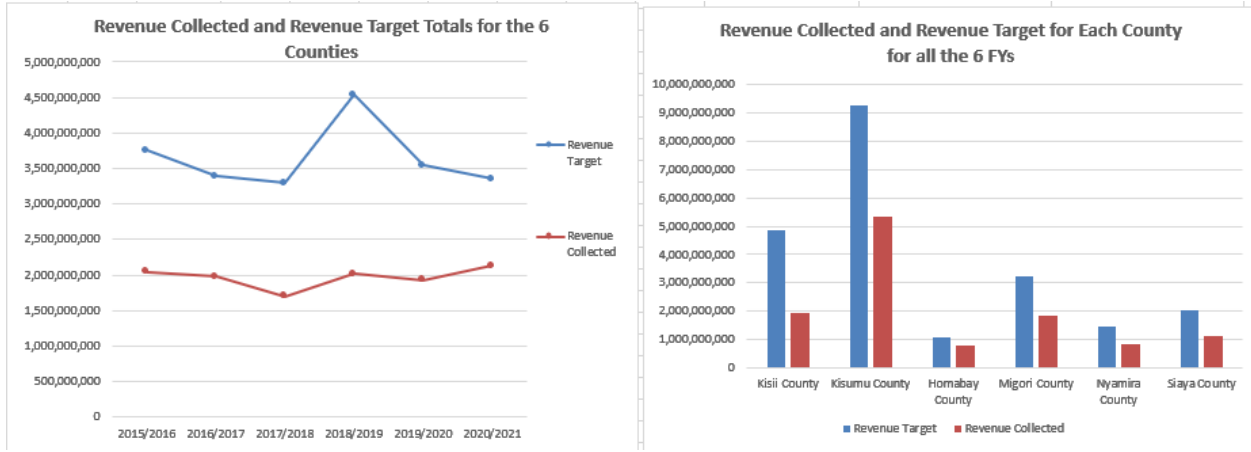 Revenue Collected and Revenue Target Totals for the 6
Counties
5,000,000,000
4,500,000,000
4,000,000,000
3,500,000,000
3,000,000,000
2,500,000,000
2,000,000,000
1,500,000,000
1,000,000,000
500,000,000
0
2015/2016 2016/2017 2017/2018 2018/2019 2019/2020 2020/2021
Revenue
Target
Revenue
Collected
Revenue Collected and Revenue Target for Each County
for all the 6 FYs
10,000,000,000
9,000,000,000
8,000,000,000
7,000,000,000
6,000,000,000
5,000,000,000
4,000,000,000
3,000,000,000
2,000,000,000
1,000,000,000
0
Kisii County Kisumu County Homabay Migori County Nyamira Siaya County
County County
Revenue Target Revenue Collected